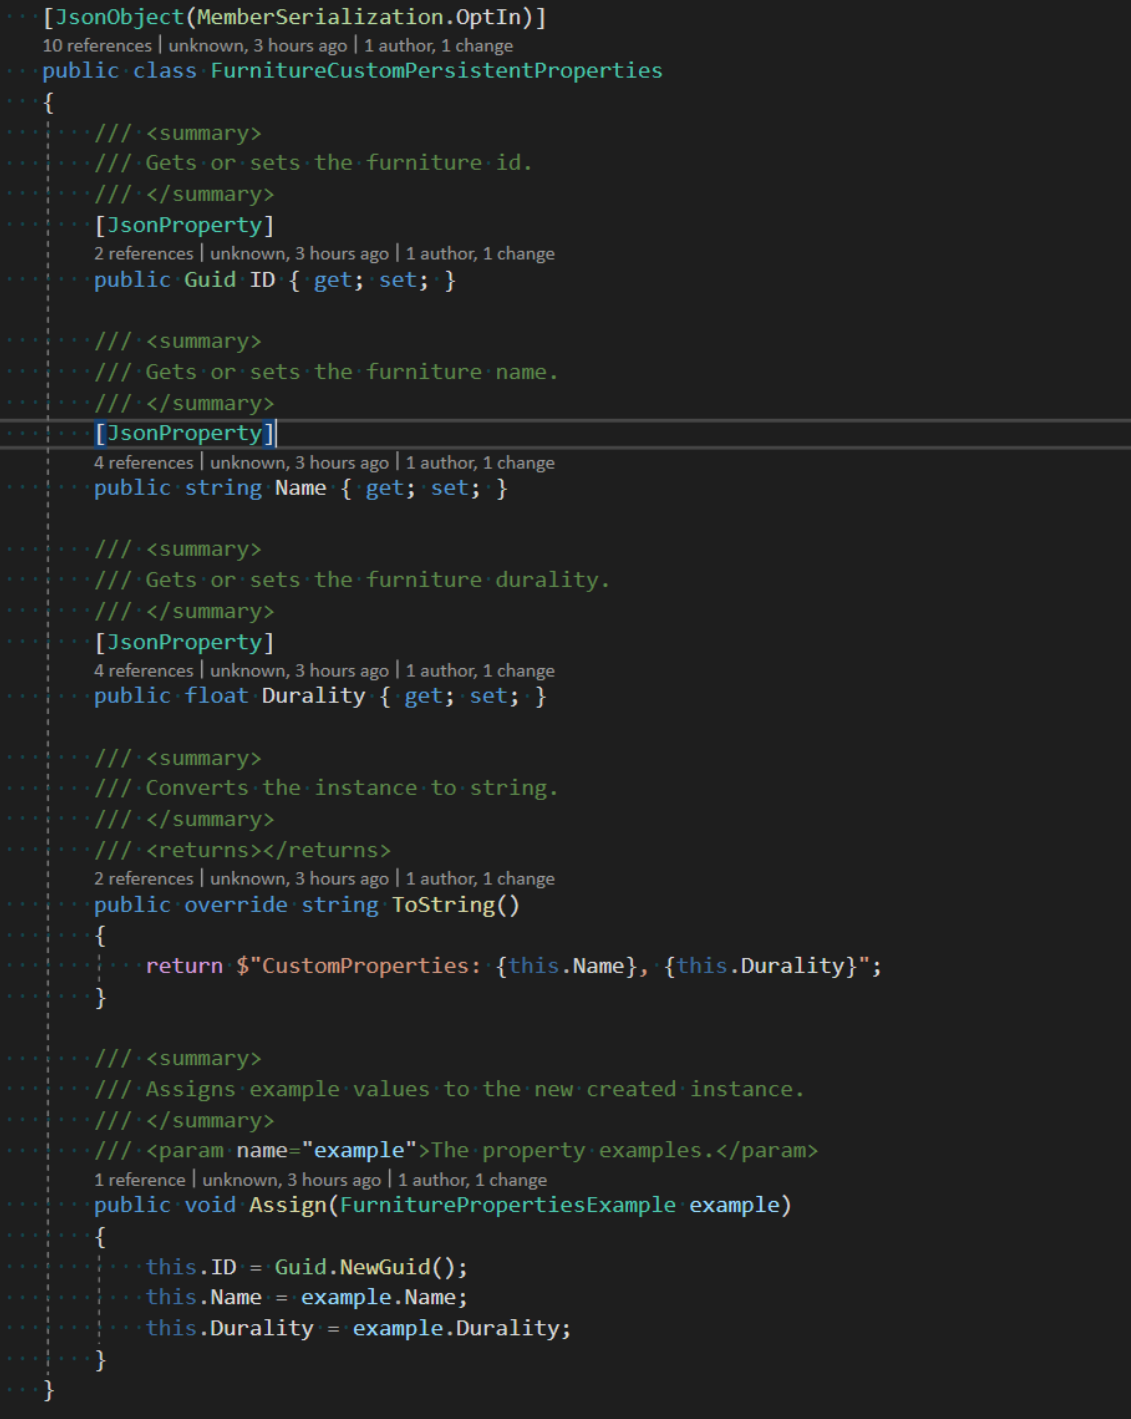 [JsonObject(MemberSerialization.OptIn)]
10 references | unknown, 3 hours ago | 1 author, 1 change
public class FurnitureCustomPersistentProperties
{
/// <summary>
/// Gets or sets the furniture id.
/// </summary>
[JsonProperty]
2 references | unknown, 3 hours ago | 1 author, 1 change
public Guid ID { get; set; }
/// <summary>
/// Gets or sets the furniture name.
/// </summary>
[JsonProperty]
4 references | unknown, 3 hours ago | 1 author, 1 change
public string Name { get; set; }
/// <summary>
/// Gets or sets the furniture durality.
/// </summary>
[JsonProperty]
4 references | unknown, 3 hours ago | 1 author, 1 change
public float Durality { get; set; }
/// <summary>
/// Converts the instance to string.
/// </summary>
/// <returns></returns>
2 references | unknown, 3 hours ago | 1 author, 1 change
public override string ToString()
{
return $"CustomProperties: {this.Name}, {this.Durality}";
}
/// <summary>
/// Assigns example values to the new created instance.
/// </summary>
/// <param name="example">The property examples.</param>
1 reference | unknown, 3 hours ago | 1 author, 1 change
public void Assign(FurniturePropertiesExample example)
{
this.ID = Guid.NewGuid();
this.Name = example.Name;
this.Durality = example.Durality;
}
}